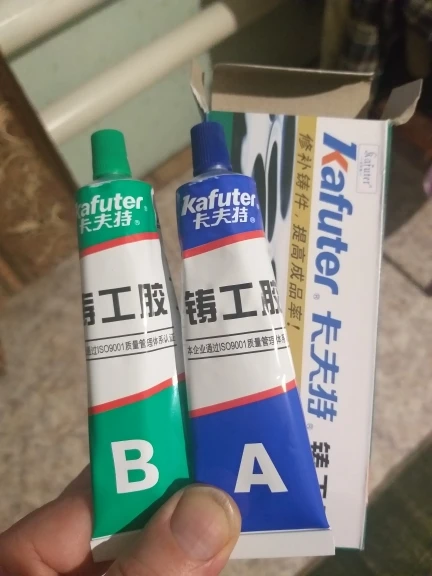 Kafuter®
卡夫特®
工胶
通过ISO9001质量管理体系认证
B
Kafuter®
卡夫特®
铸工胶
本企业通过ISO9001质量管理体系
A
Kafuter
Kafuter® 卡夫特® 铸工
修补铸件，提高成品率！